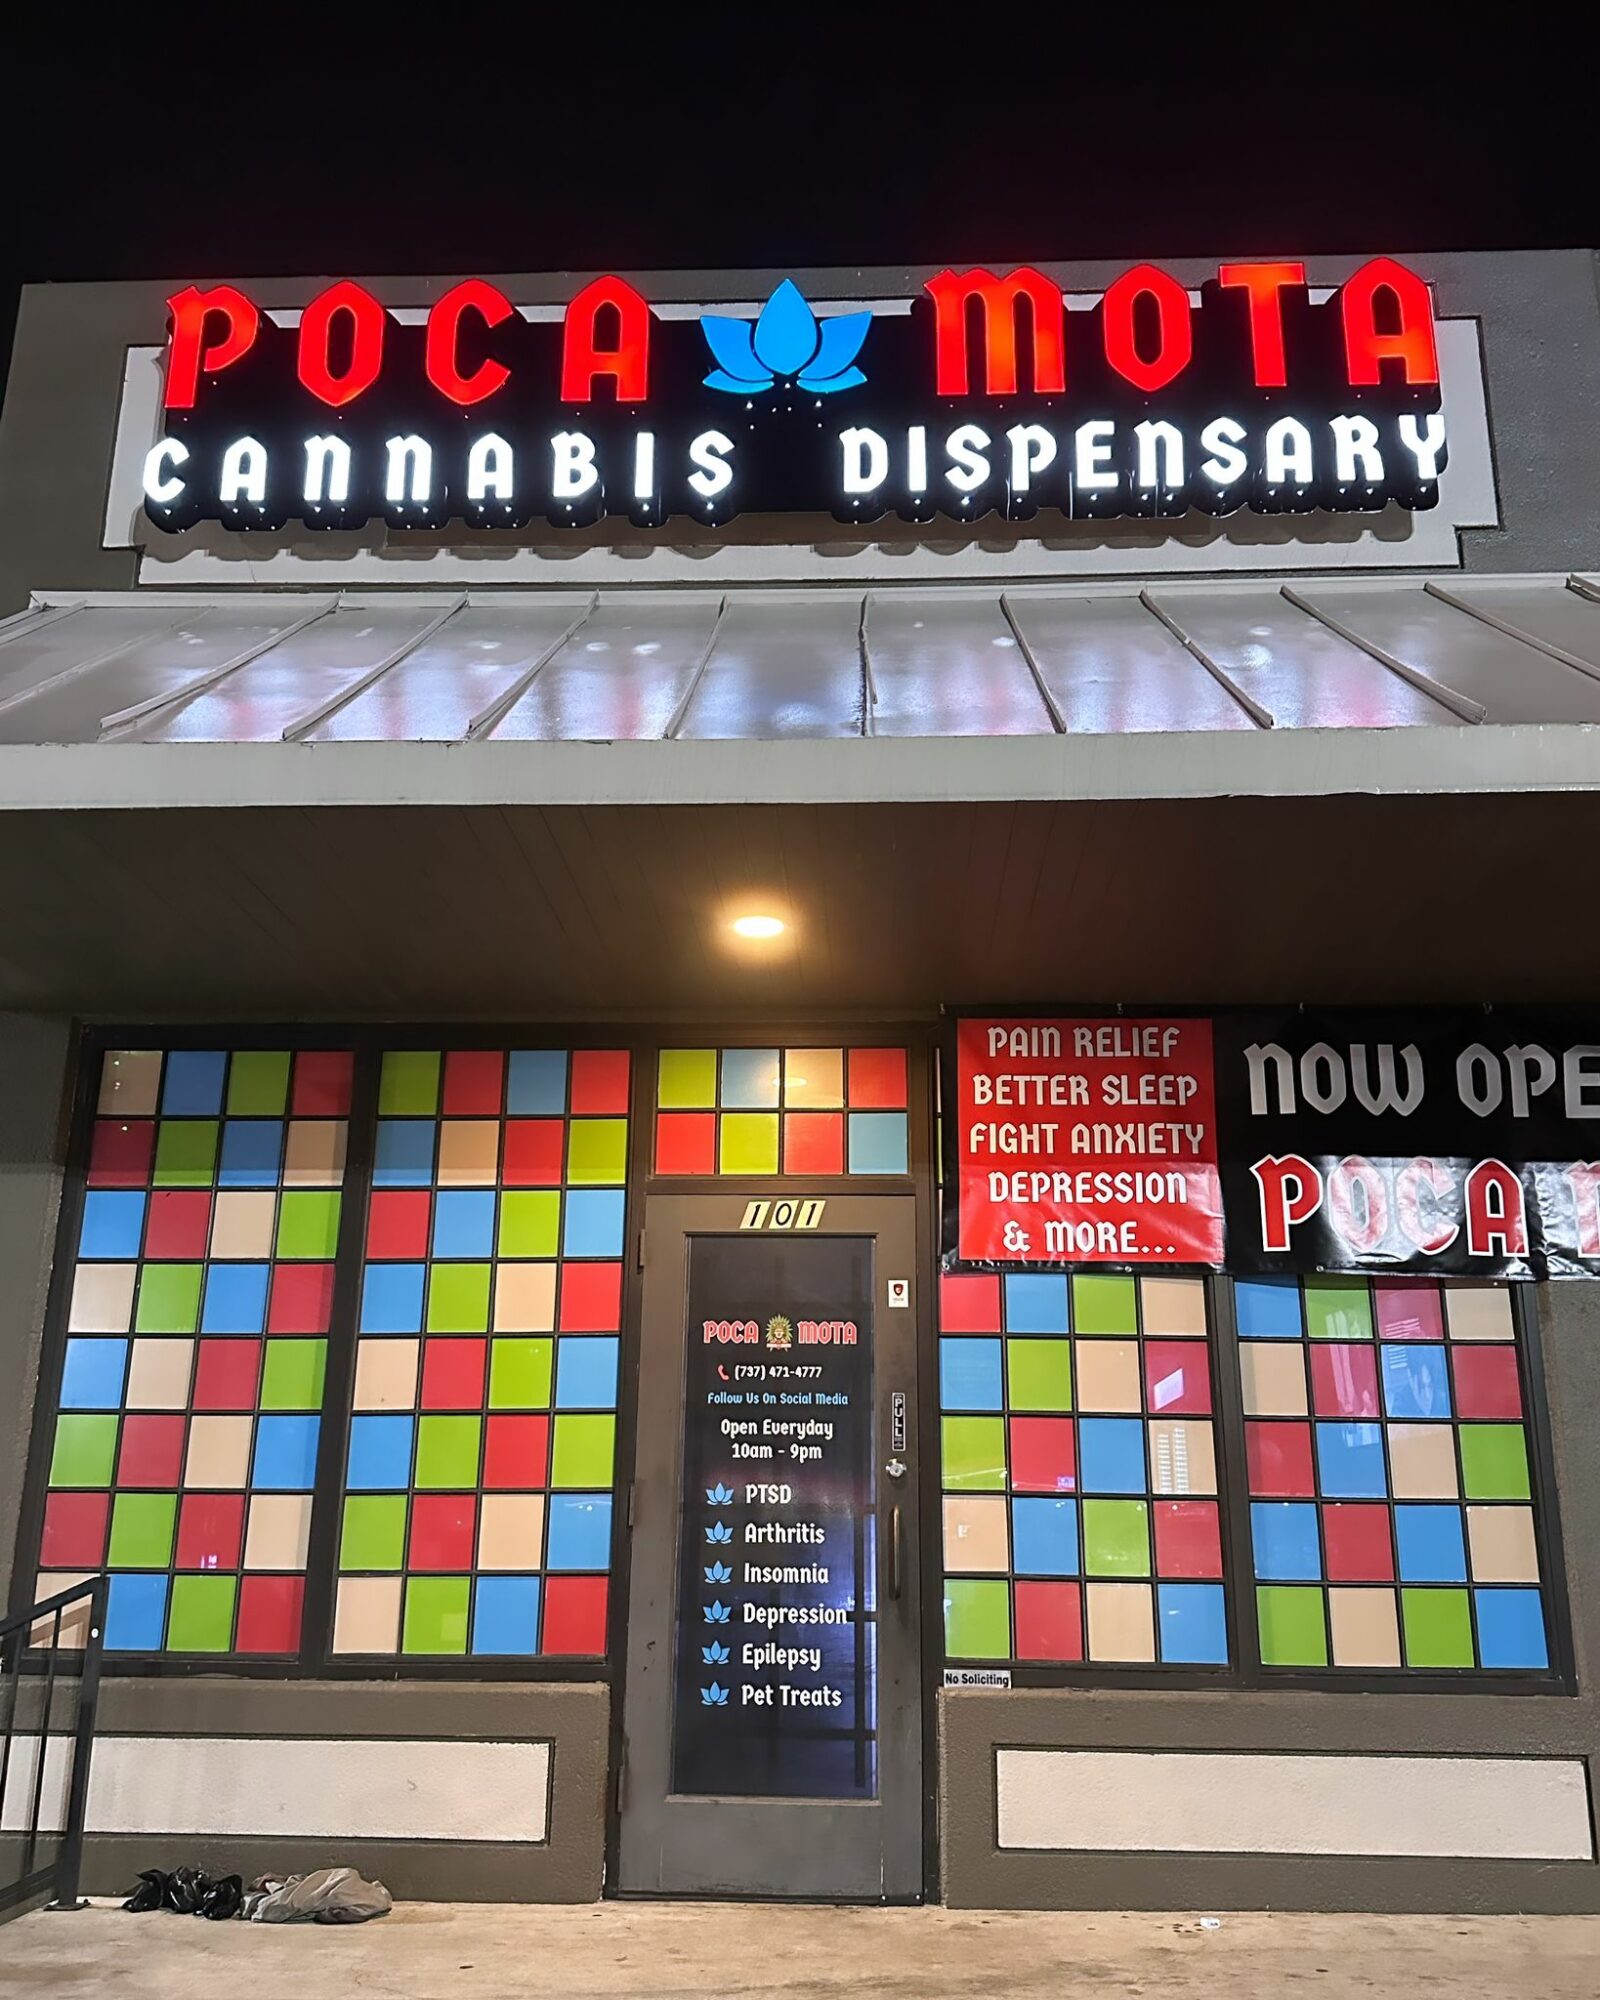 POCA MOTA
CANNABIS DISPENSARY
PAIN RELIEF
BETTER SLEEP
FIGHT ANXIETY
DEPRESSION
& MORE...
NOW OPE
POCA
101
POCA MOTA
(737) 471-4777
Follow Us On Social Media
Open Everyday
10am - 9pm
PTSD
Arthritis
Insomnia
Depression
Epilepsy
Pet Treats
PULL
No Soliciting